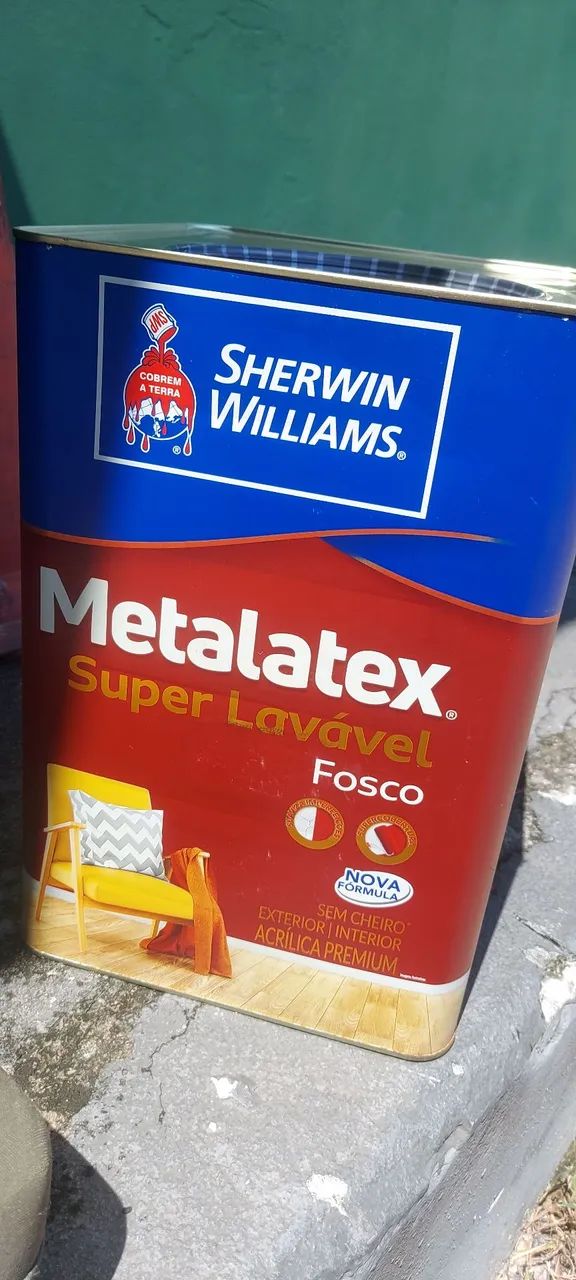 SWP
COBREM
A TERRA
SHERWIN
WILLIAMS®
Metalatex®
Super Lavável
Fosco
NOVA
FÓRMULA
SEM CHEIRO*
EXTERIOR | INTERIOR
ACRÍLICA PREMIUM